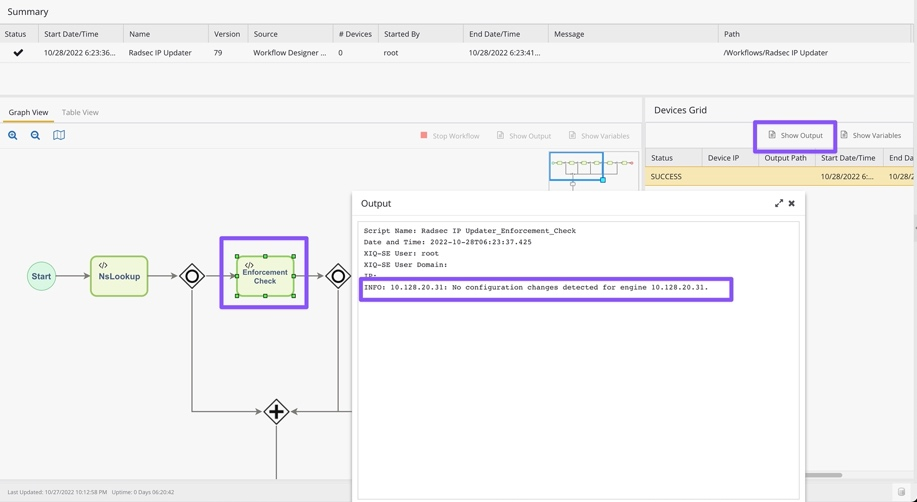 Summary
Status Start Date/Time Name Version Source # Devices Started By End Date/Time Message Path
10/28/2022 6:23:36... Radsec IP Updater 79 Workflow Designer ... 0 root 10/28/2022 6:23:41... /Workflows/Radsec IP Updater
Graph View Table View
Devices Grid
Stop Workflow Show Output Show Variables
Show Output Show Variables
Status Device IP Output Path Start Date/Time End Da
SUCCESS 10/28/2022 6:... 10/28/2
Output
Script Name: Radsec IP Updater_Enforcement_Check
Date and Time: 2022-10-28T06:23:37.425
XIQ-SE User: root
XIQ-SE User Domain:
IP:
INFO: 10.128.20.31: No configuration changes detected for engine 10.128.20.31.
Start
</> NsLookup
</> Enforcement
Check
Last Updated: 10/27/2022 10:12:58 PM Uptime: 0 Days 06:20:42